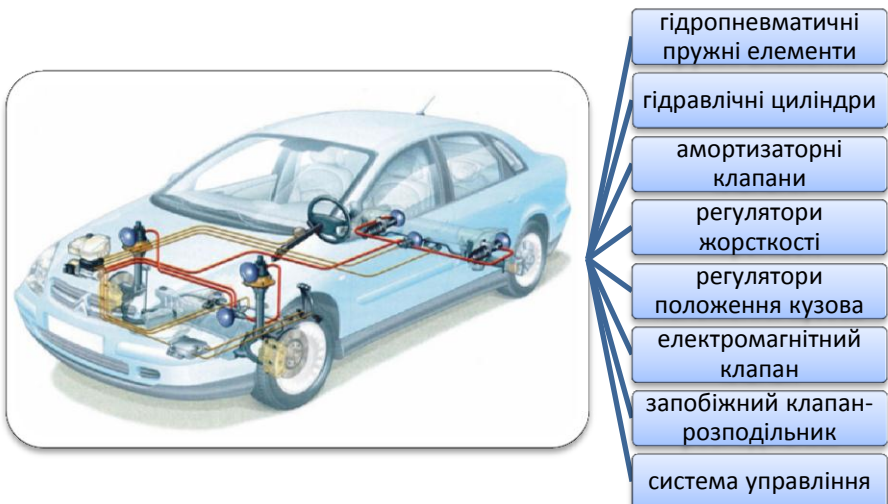 гідропневматичні
пружні елементи
гідравлічні циліндри
амортизаторні
клапани
регулятори
жорсткості
регулятори
положення кузова
електромагнітний
клапан
запобіжний клапан-
розподільник
система управління